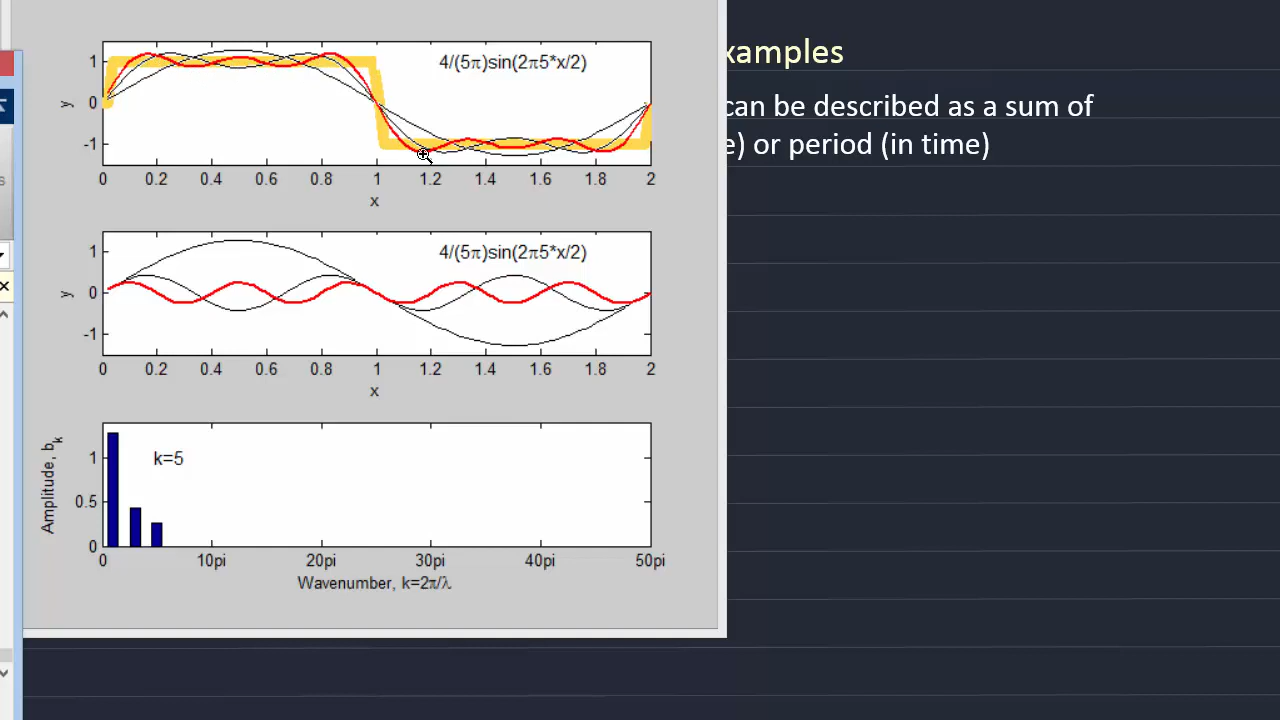 xamples
can be described as a sum of
e) or period (in time)
4/(5π)sin(2π5*x/2)
y
1
0
-1
0 0.2 0.4 0.6 0.8 1 1.2 1.4 1.6 1.8 2
x
4/(5π)sin(2π5*x/2)
y
1
0
-1
0 0.2 0.4 0.6 0.8 1 1.2 1.4 1.6 1.8 2
x
k=5
Amplitude, b_k
1
0.5
0
0 10pi 20pi 30pi 40pi 50pi
Wavenumber, k=2π/λ
s